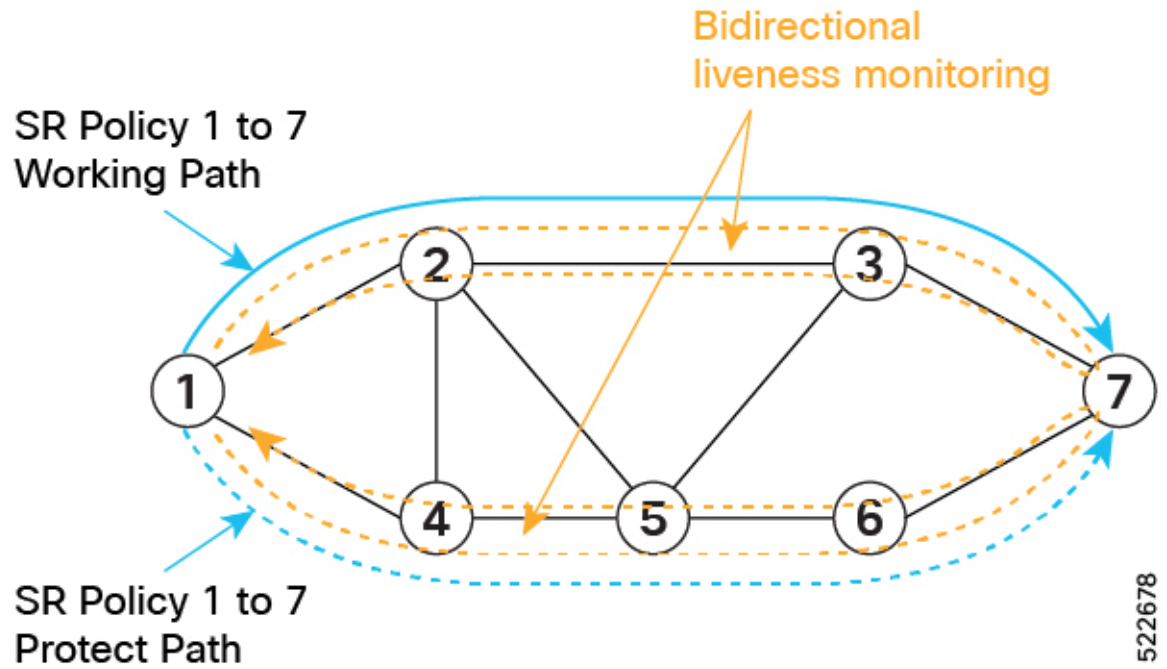 Bidirectional
liveness monitoring
SR Policy 1 to 7
Working Path
2
3
1
7
4
5
6
SR Policy 1 to 7
Protect Path
522678